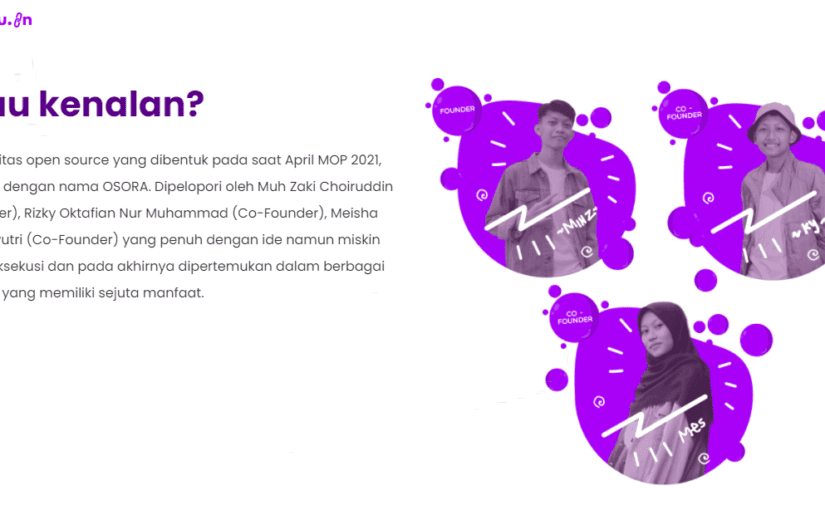 u.in
au kenalan?
itas open source yang dibentuk pada saat April MOP 2021,
dengan nama OSORA. Dipelopori oleh Muh Zaki Choiruddin
er), Rizky Oktafian Nur Muhammad (Co-Founder), Meisha
Putri (Co-Founder) yang penuh dengan ide namun miskin
ksekusi dan pada akhirnya dipertemukan dalam berbagai
yang memiliki sejuta manfaat.
FOUNDER
~Minz~
CO -
FOUNDER
~Ky~
CO -
FOUNDER
Mes